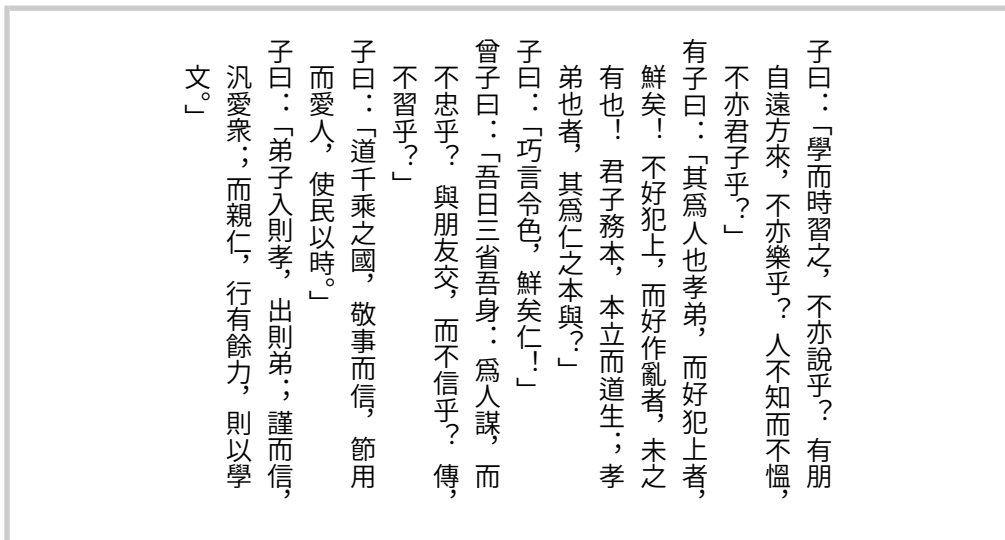 子曰：「學而時習之，不亦說乎？有朋
自遠方來，不亦樂乎？人不知而不慍，
不亦君子乎？」
有子曰：「其爲人也孝弟，而好犯上者，
鮮矣！不好犯上，而好作亂者，未之
有也！君子務本，本立而道生；孝
弟也者，其爲仁之本與？」
子曰：「巧言令色，鮮矣仁！」
曾子曰：「吾日三省吾身：爲人謀，而
不忠乎？與朋友交，而不信乎？傳，
不習乎？」
子曰：「道千乘之國，敬事而信，節用
而愛人，使民以時。」
子曰：「弟子入則孝，出則弟；謹而信，
汎愛衆；而親仁，行有餘力，則以學
文。」